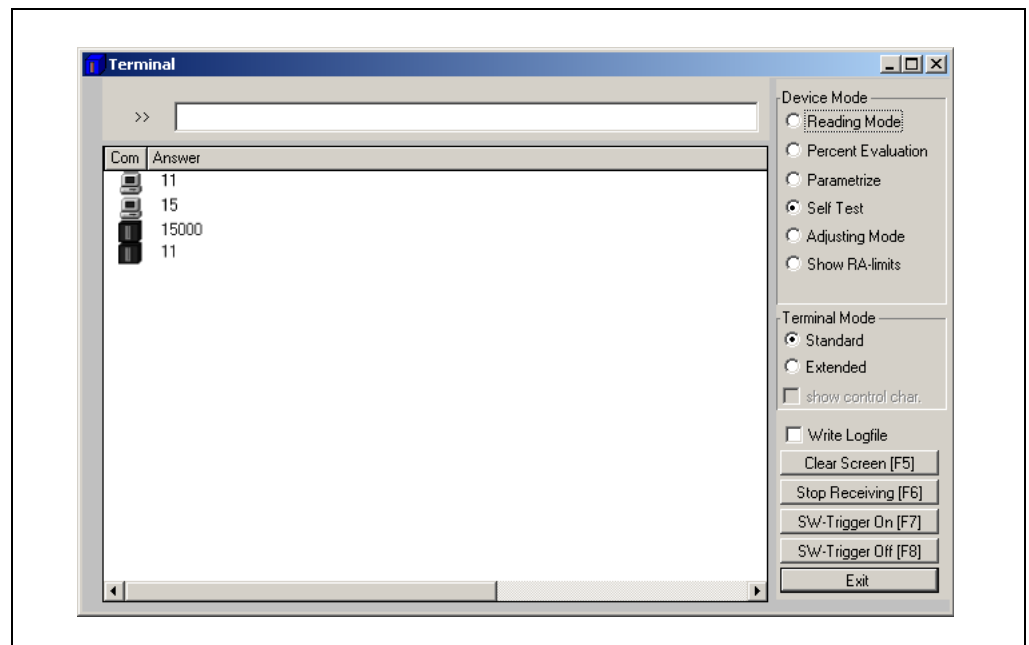 Terminal
>>
Com Answer
11
15
15000
11
Device Mode
Reading Mode
Percent Evaluation
Parametrize
Self Test
Adjusting Mode
Show RA-limits
Terminal Mode
Standard
Extended
show control char.
Write Logfile
Clear Screen [F5]
Stop Receiving [F6]
SW-Trigger On [F7]
SW-Trigger Off [F8]
Exit